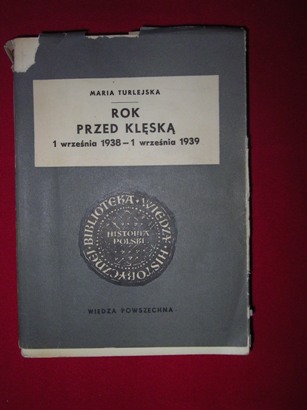 MARIA TURLEJSKA
ROK
PRZED KLĘSKĄ
1 września 1938 — 1 września 1939
BIBLIOTEKA WIEDZY HISTORYCZNEJ
HISTORIA
POLSKI
WIEDZA POWSZECHNA